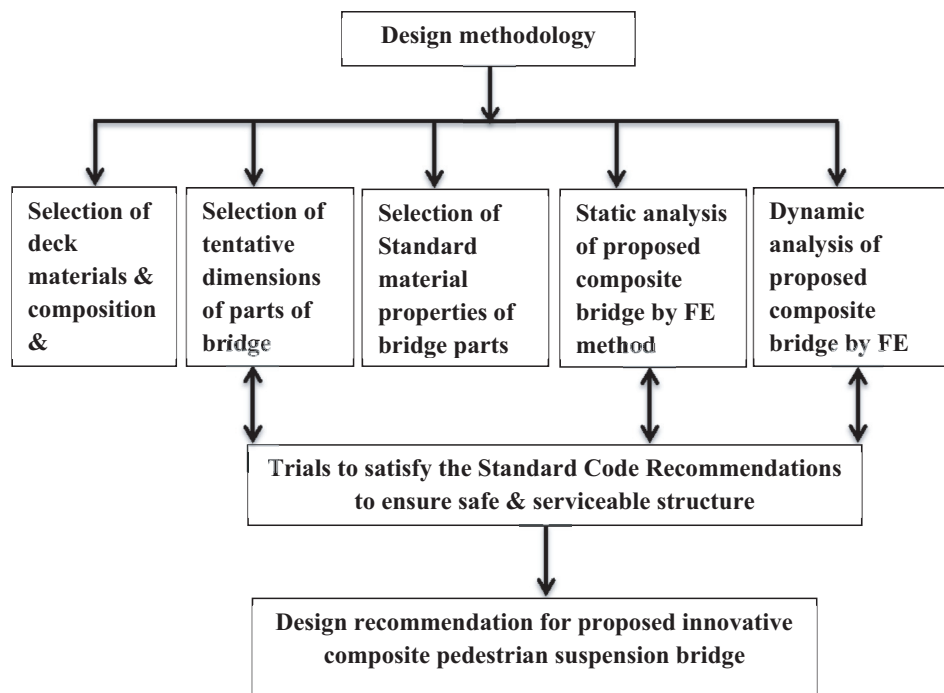 Design methodology
Selection of
deck
materials &
composition
&
Selection of
tentative
dimensions
of parts of
bridge
Selection of
Standard
material
properties of
bridge parts
Static analysis
of proposed
composite
bridge by FE
method
Dynamic
analysis of
proposed
composite
bridge by FE
Trials to satisfy the Standard Code Recommendations
to ensure safe & serviceable structure
Design recommendation for proposed innovative
composite pedestrian suspension bridge